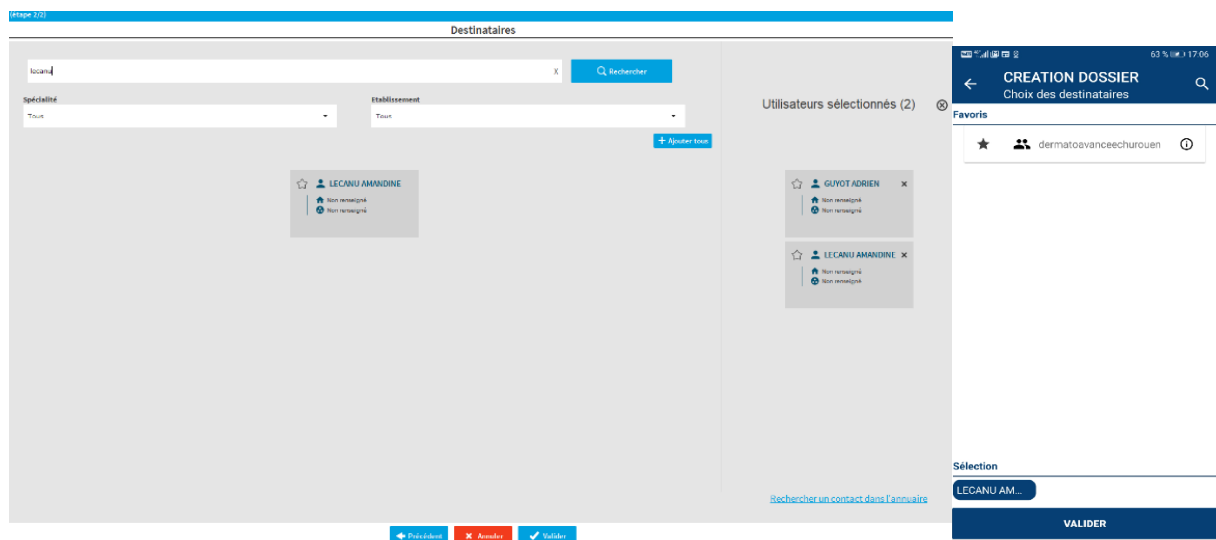 (étape 2/2)
Destinataires
lecanu
X
Rechercher
Spécialité
Tous
Etablissement
Tous
+ Ajouter tous
LECANU AMANDINE
Non renseigné
Non renseigné
Utilisateurs sélectionnés (2)
GUYOT ADRIEN
Non renseigné
Non renseigné
LECANU AMANDINE
Non renseigné
Non renseigné
Rechercher un contact dans l'annuaire
Précédent
Annuler
Valider
63 %
17:06
CREATION DOSSIER
Choix des destinataires
Favoris
dermatoavanceechurouen
Sélection
LECANU AM...
VALIDER